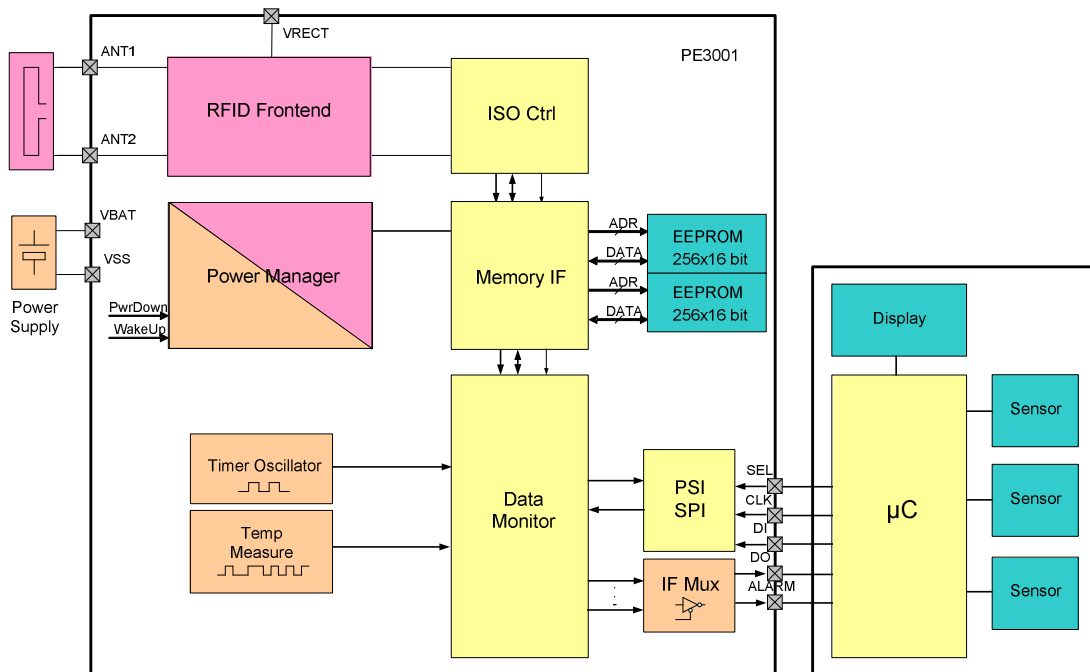 VRECT
PE3001
ANT1
RFID Frontend
ISO Ctrl
ANT2
VBAT
VSS
Power
Supply
Power Manager
PwrDown
WakeUp
Memory IF
ADR
DATA
ADR
DATA
EEPROM
256x16 bit
EEPROM
256x16 bit
Display
Timer Oscillator
Temp
Measure
Data
Monitor
PSI
SPI
SEL
CLK
DI
DO
ALARM
IF Mux
µC
Sensor
Sensor
Sensor